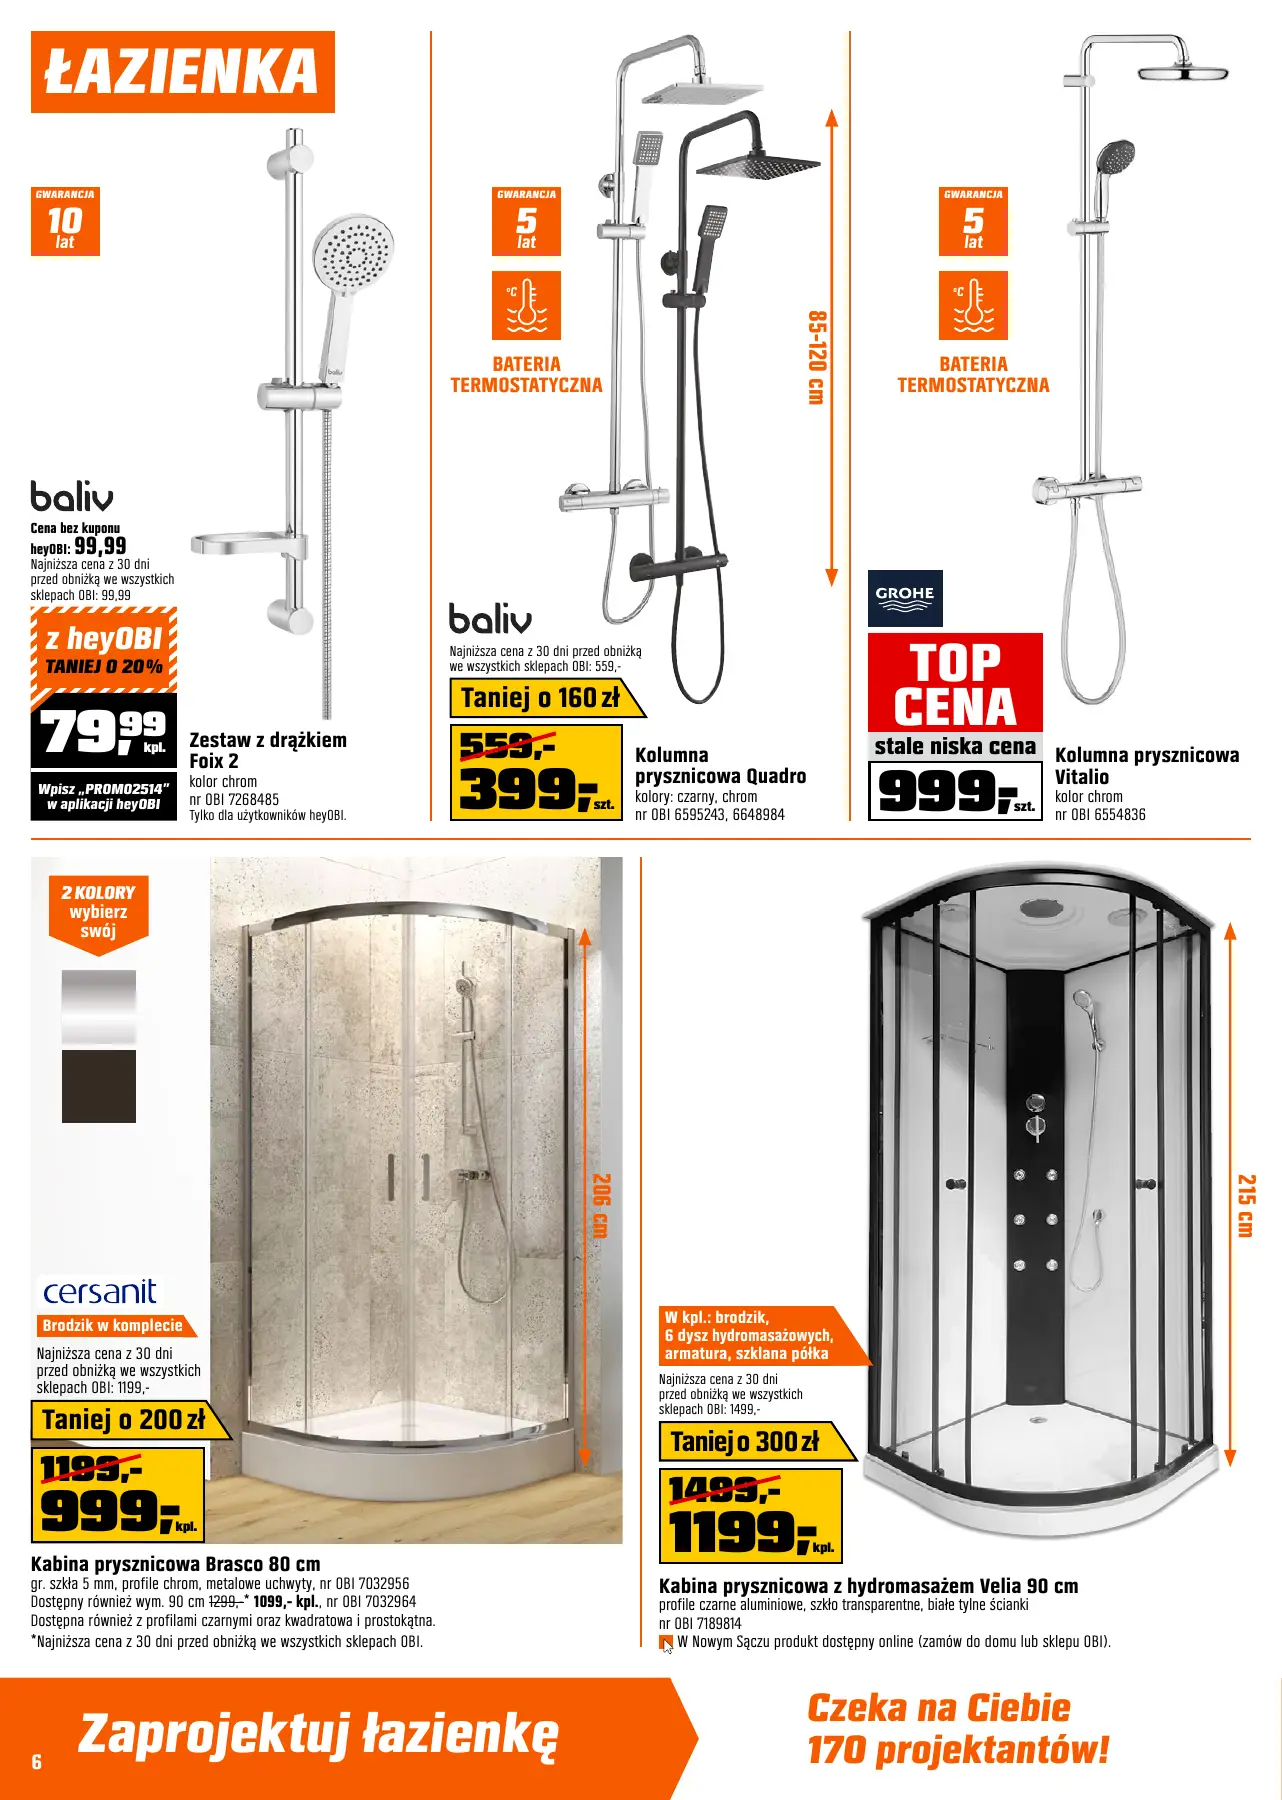 ŁAZIENKA
GWARANCJA
10
lat
baliv
baliv
Cena bez kuponu
heyOBI: 99,99
Najniższa cena z 30 dni
przed obniżką we wszystkich
sklepach OBI: 99,99
z heyOBI
TANIEJ O 20%
79,99
kpl.
Wpisz „PROMO2514”
w aplikacji heyOBI
Zestaw z drążkiem
Foix 2
kolor chrom
nr OBI 7268485
Tylko dla użytkowników heyOBI.
GWARANCJA
5
lat
°C
BATERIA
TERMOSTATYCZNA
85-120 cm
baliv
Najniższa cena z 30 dni przed obniżką
we wszystkich sklepach OBI: 559,-
Taniej o 160 zł
559,-
399,-
szt.
Kolumna
prysznicowa Quadro
kolory: czarny, chrom
nr OBI 6595243, 6648984
GWARANCJA
5
lat
°C
BATERIA
TERMOSTATYCZNA
GROHE
TOP
CENA
stale niska cena
999,-
szt.
Kolumna prysznicowa
Vitalio
kolor chrom
nr OBI 6554836
2 KOLORY
wybierz
swój
206 cm
cersanit
Brodzik w komplecie
Najniższa cena z 30 dni
przed obniżką we wszystkich
sklepach OBI: 1199,-
Taniej o 200 zł
1199,-
999,-
kpl.
Kabina prysznicowa Brasco 80 cm
gr. szkła 5 mm, profile chrom, metalowe uchwyty, nr OBI 7032956
Dostępny również wym. 90 cm 1299,-* 1099,- kpl., nr OBI 7032964
Dostępna również z profilami czarnymi oraz kwadratowa i prostokątna.
*Najniższa cena z 30 dni przed obniżką we wszystkich sklepach OBI.
215 cm
W kpl.: brodzik,
6 dysz hydromasażowych,
armatura, szklana półka
Najniższa cena z 30 dni
przed obniżką we wszystkich
sklepach OBI: 1499,-
Taniej o 300 zł
1499,-
1199,-
kpl.
Kabina prysznicowa z hydromasażem Velia 90 cm
profile czarne aluminiowe, szkło transparentne, białe tylne ścianki
nr OBI 7189814
W Nowym Sączu produkt dostępny online (zamów do domu lub sklepu OBI).
6
Zaprojektuj łazienkę
Czeka na Ciebie
170 projektantów!